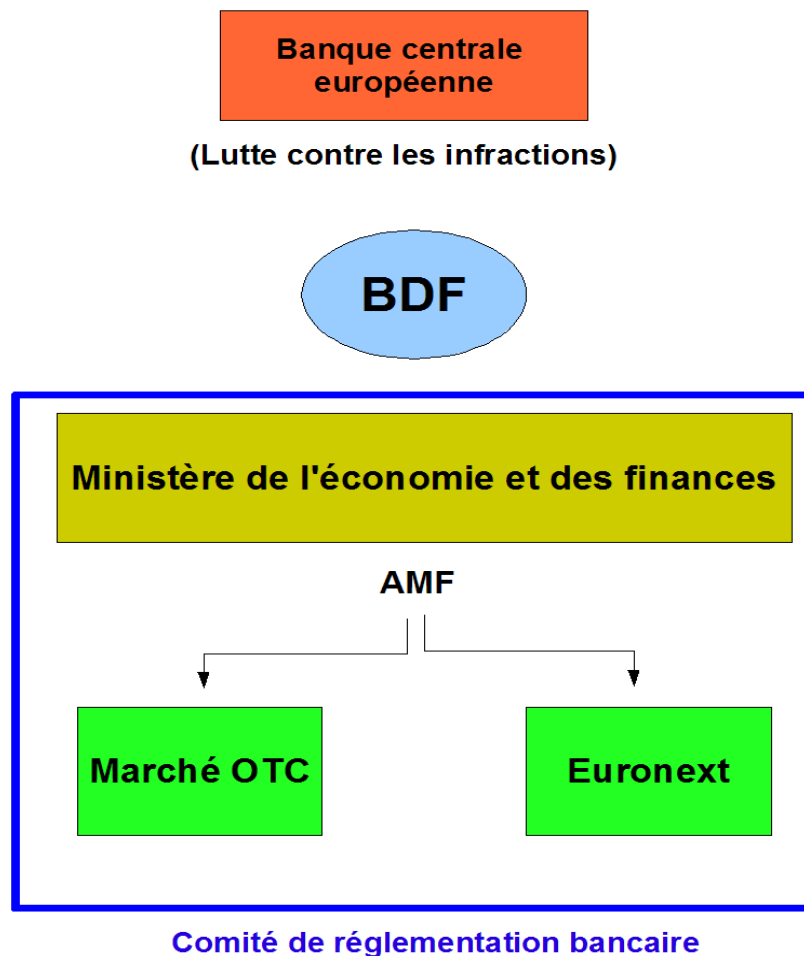 Banque centrale
européenne
(Lutte contre les infractions)
BDF
Ministère de l'économie et des finances
AMF
Marché OTC
Euronext
Comité de réglementation bancaire